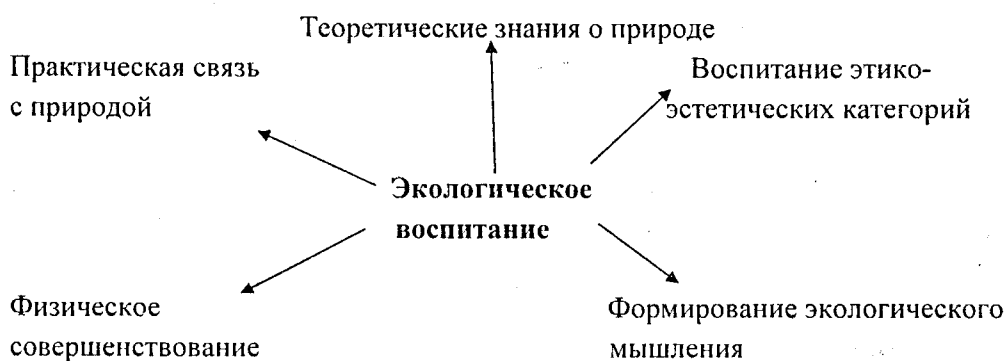 Теоретические знания о природе
Практическая связь
с природой
Воспитание этико-
эстетических категорий
Экологическое
воспитание
Физическое
совершенствование
Формирование экологического
мышления